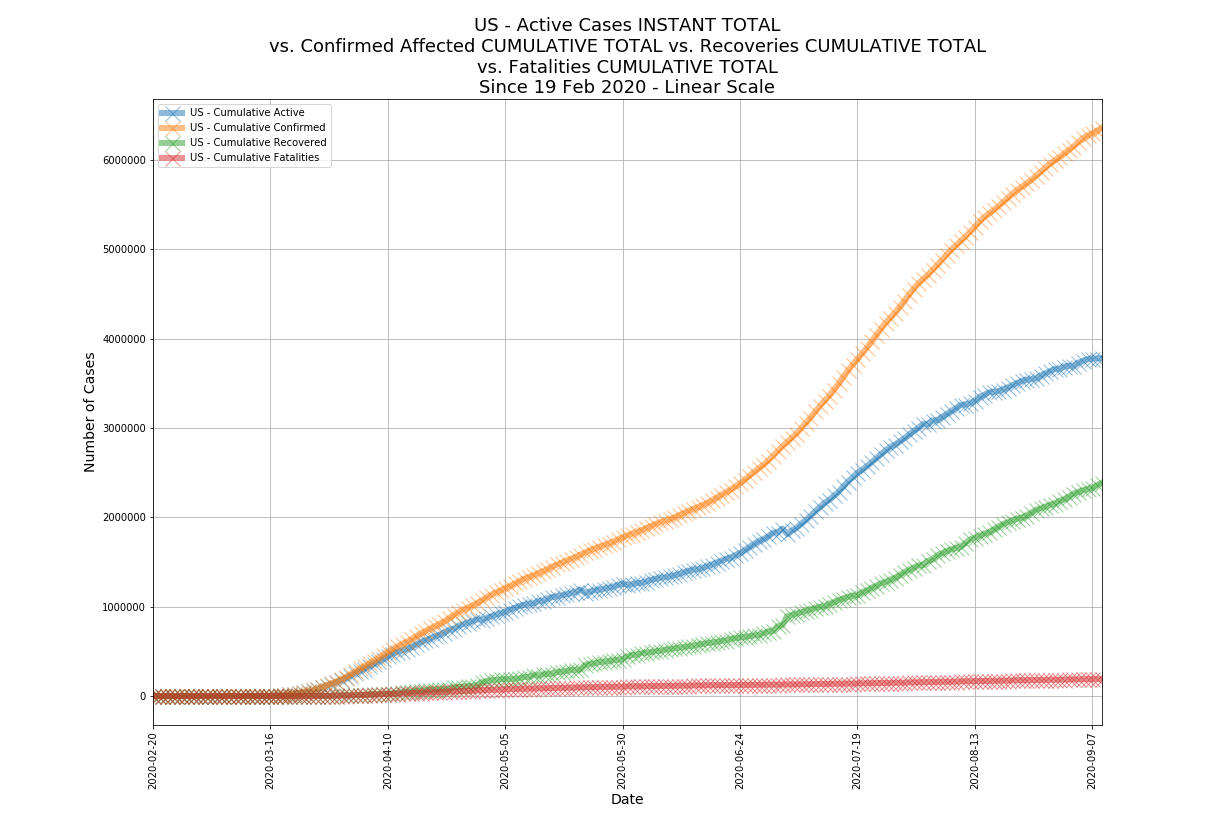 US - Active Cases INSTANT TOTAL
vs. Confirmed Affected CUMULATIVE TOTAL vs. Recoveries CUMULATIVE TOTAL
vs. Fatalities CUMULATIVE TOTAL
Since 19 Feb 2020 - Linear Scale
US - Cumulative Active
US - Cumulative Confirmed
US - Cumulative Recovered
US - Cumulative Fatalities
Number of Cases
6000000
5000000
4000000
3000000
2000000
1000000
0
2020-02-20
2020-03-16
2020-04-10
2020-05-05
2020-05-30
2020-06-24
2020-07-19
2020-08-13
2020-09-07
Date